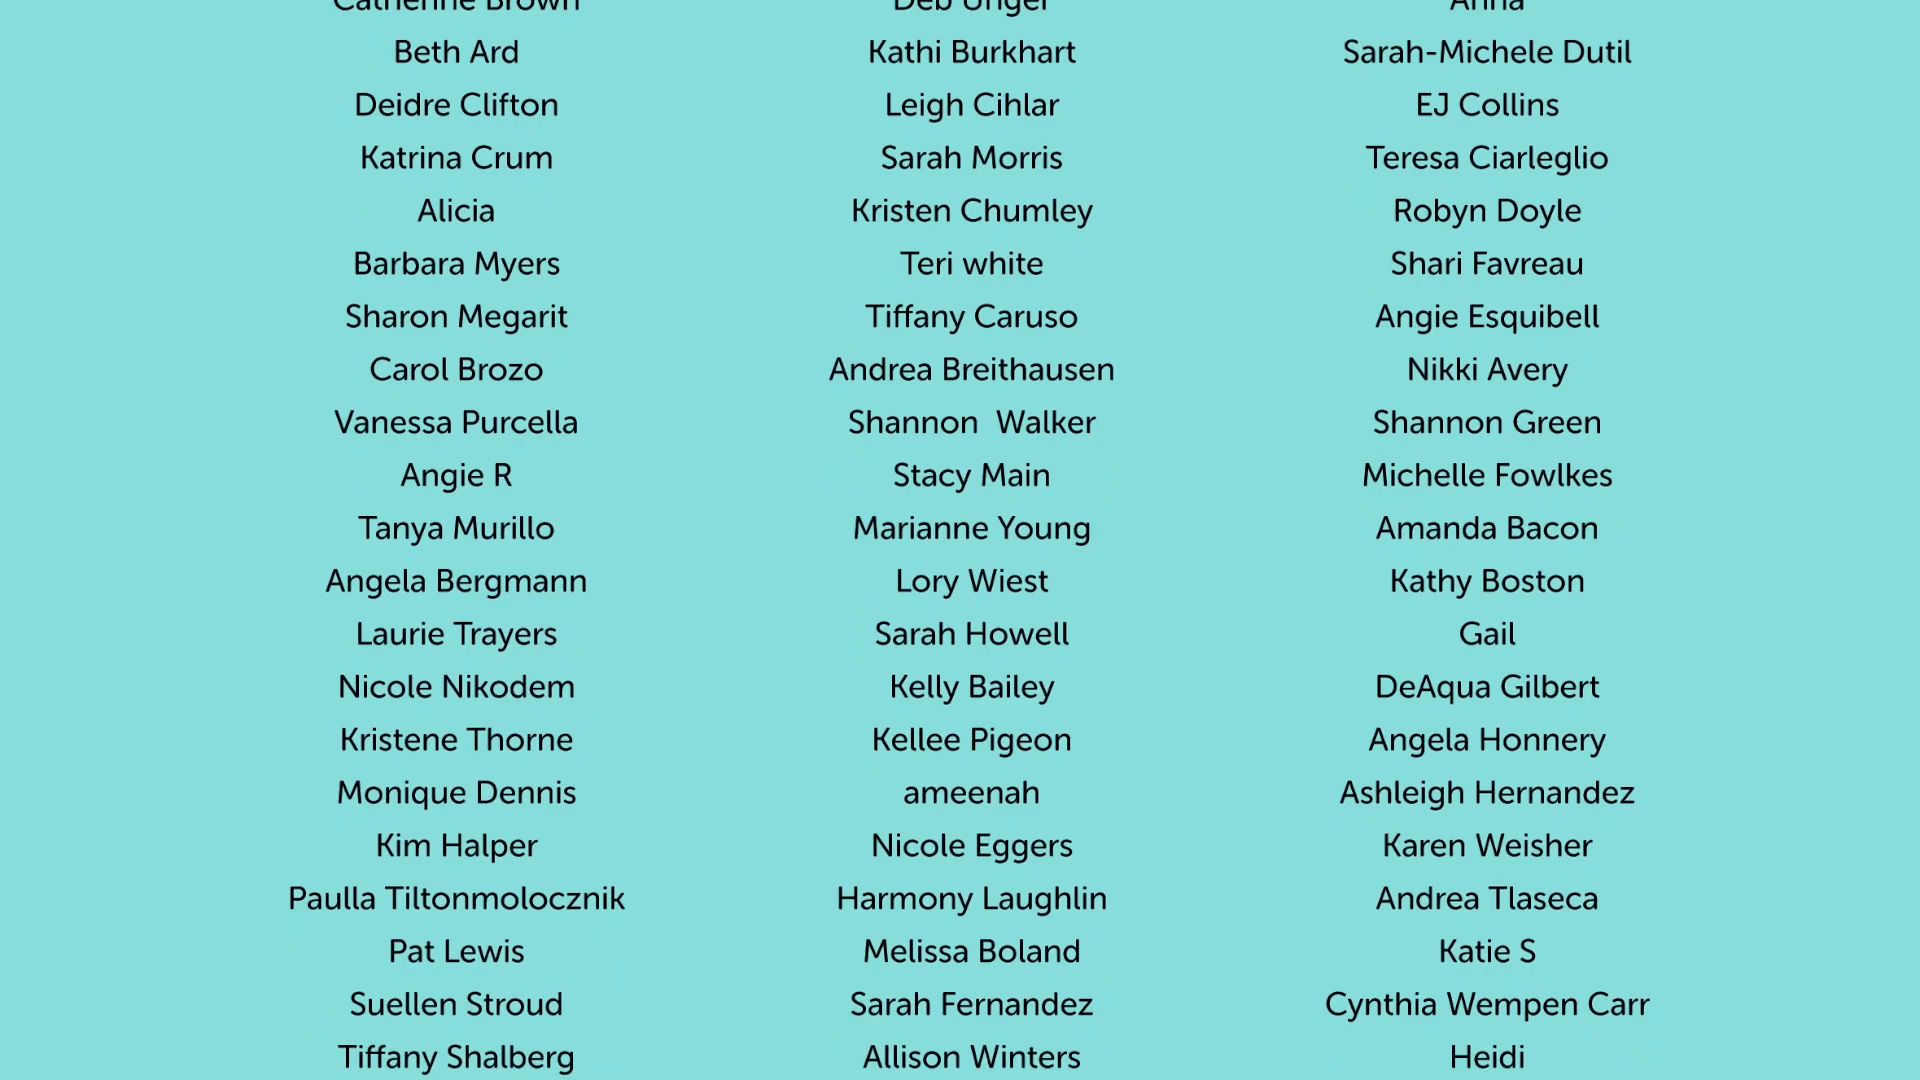 Catherine Brown Deb Unger Anna
Beth Ard Kathi Burkhart Sarah-Michele Dutil
Deidre Clifton Leigh Cihlar EJ Collins
Katrina Crum Sarah Morris Teresa Ciarleglio
Alicia Kristen Chumley Robyn Doyle
Barbara Myers Teri white Shari Favreau
Sharon Megarit Tiffany Caruso Angie Esquibell
Carol Brozo Andrea Breithausen Nikki Avery
Vanessa Purcella Shannon  Walker Shannon Green
Angie R Stacy Main Michelle Fowlkes
Tanya Murillo Marianne Young Amanda Bacon
Angela Bergmann Lory Wiest Kathy Boston
Laurie Trayers Sarah Howell Gail
Nicole Nikodem Kelly Bailey DeAqua Gilbert
Kristene Thorne Kellee Pigeon Angela Honnery
Monique Dennis ameenah Ashleigh Hernandez
Kim Halper Nicole Eggers Karen Weisher
Paulla Tiltonmolocznik Harmony Laughlin Andrea Tlaseca
Pat Lewis Melissa Boland Katie S
Suellen Stroud Sarah Fernandez Cynthia Wempen Carr
Tiffany Shalberg Allison Winters Heidi